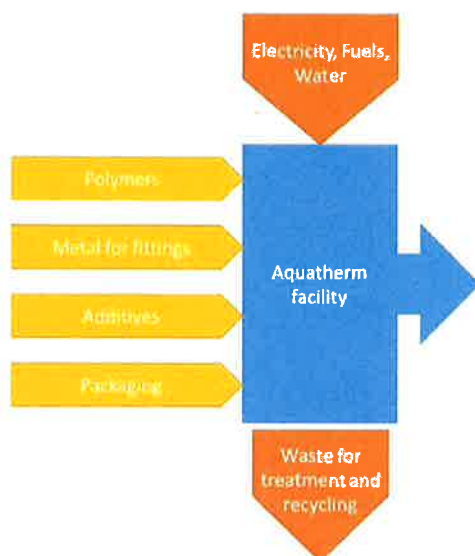 Electricity, Fuels,
Water
Polymers
Metal for fittings
Aquatherm
facility
Additives
Packaging
Waste for
treatment and
recycling